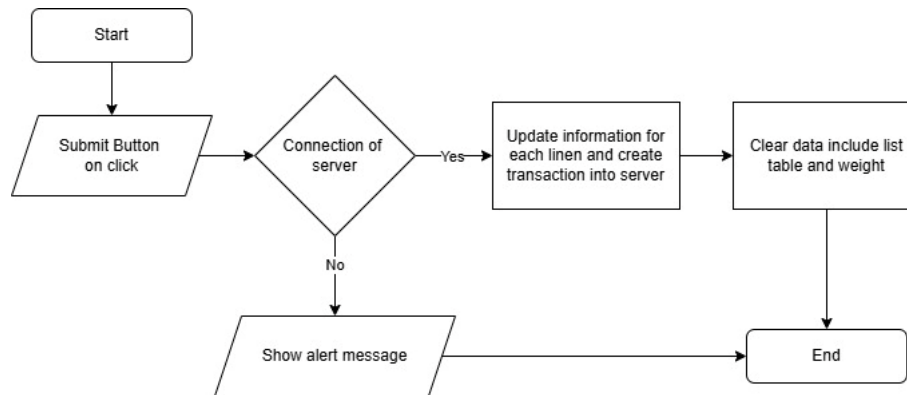 Start
Submit Button
on click
Connection of
server
Yes
Update information for
each linen and create
transaction into server
Clear data include list
table and weight
No
Show alert message
End